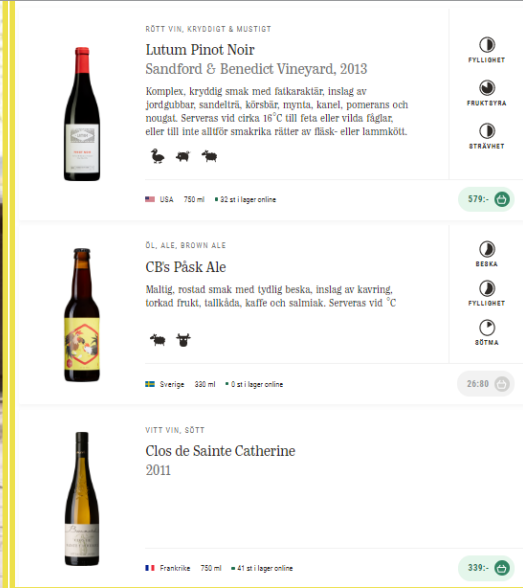 RÖTT VIN, KRYDDIGT & MUSTIGT
Lutum Pinot Noir
Sandford & Benedict Vineyard, 2013
Komplex, kryddig smak med fatkaraktär, inslag av
jordgubbar, sandelträ, körsbär, mynta, kanel, pomerans och
nougat. Serveras vid cirka 16°C till feta eller vilda fåglar,
eller till inte alltför smakrika rätter av fläsk- eller lammkött.
FYLLIGHET
FRUKTSYRA
STRÄVHET
USA 750 ml 32 st i lager online
579:-
ÖL, ALE, BROWN ALE
CB's Påsk Ale
Maltig, rostad smak med tydlig beska, inslag av kavring,
torkad frukt, tallkåda, kaffe och salmiak. Serveras vid °C
BESKA
FYLLIGHET
SÖTMA
Sverige 330 ml 0 st i lager online
26:80
VITT VIN, SÖTT
Clos de Sainte Catherine
2011
Frankrike 750 ml 41 st i lager online
339:-